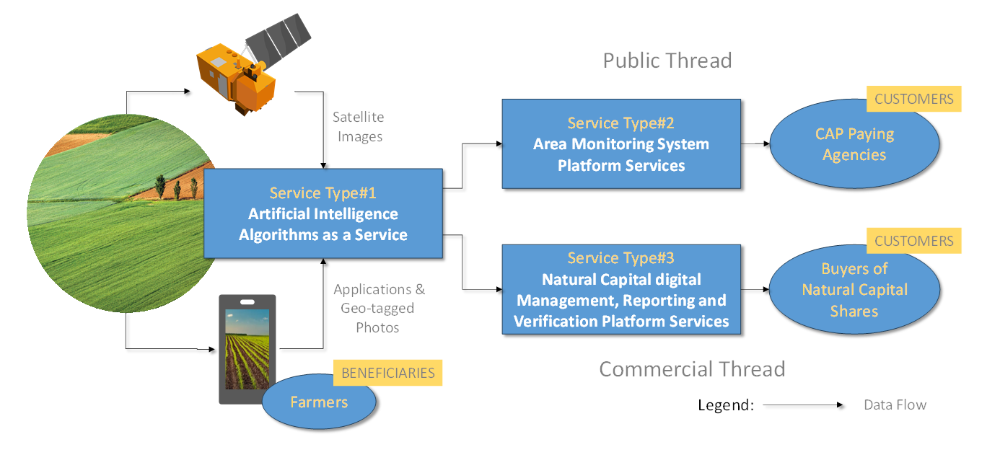 Public Thread
CUSTOMERS
Satellite
Images
Service Type#2
Area Monitoring System
Platform Services
CAP Paying
Agencies
Service Type#1
Artificial Intelligence
Algorithms as a Service
CUSTOMERS
Service Type#3
Natural Capital digital
Management, Reporting and
Verification Platform Services
Buyers of
Natural Capital
Shares
Applications &
Geo-tagged
Photos
BENEFICIARIES
Farmers
Commercial Thread
Legend:
Data Flow